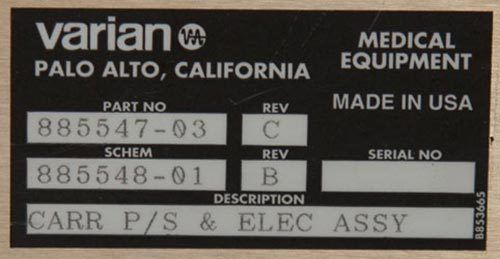 varian
PALO ALTO, CALIFORNIA
MEDICAL
EQUIPMENT
MADE IN USA
PART NO REV
885547-03 C
SCHEM REV SERIAL NO
885548-01 B
DESCRIPTION
CARR P/S & ELEC ASSY
B853665